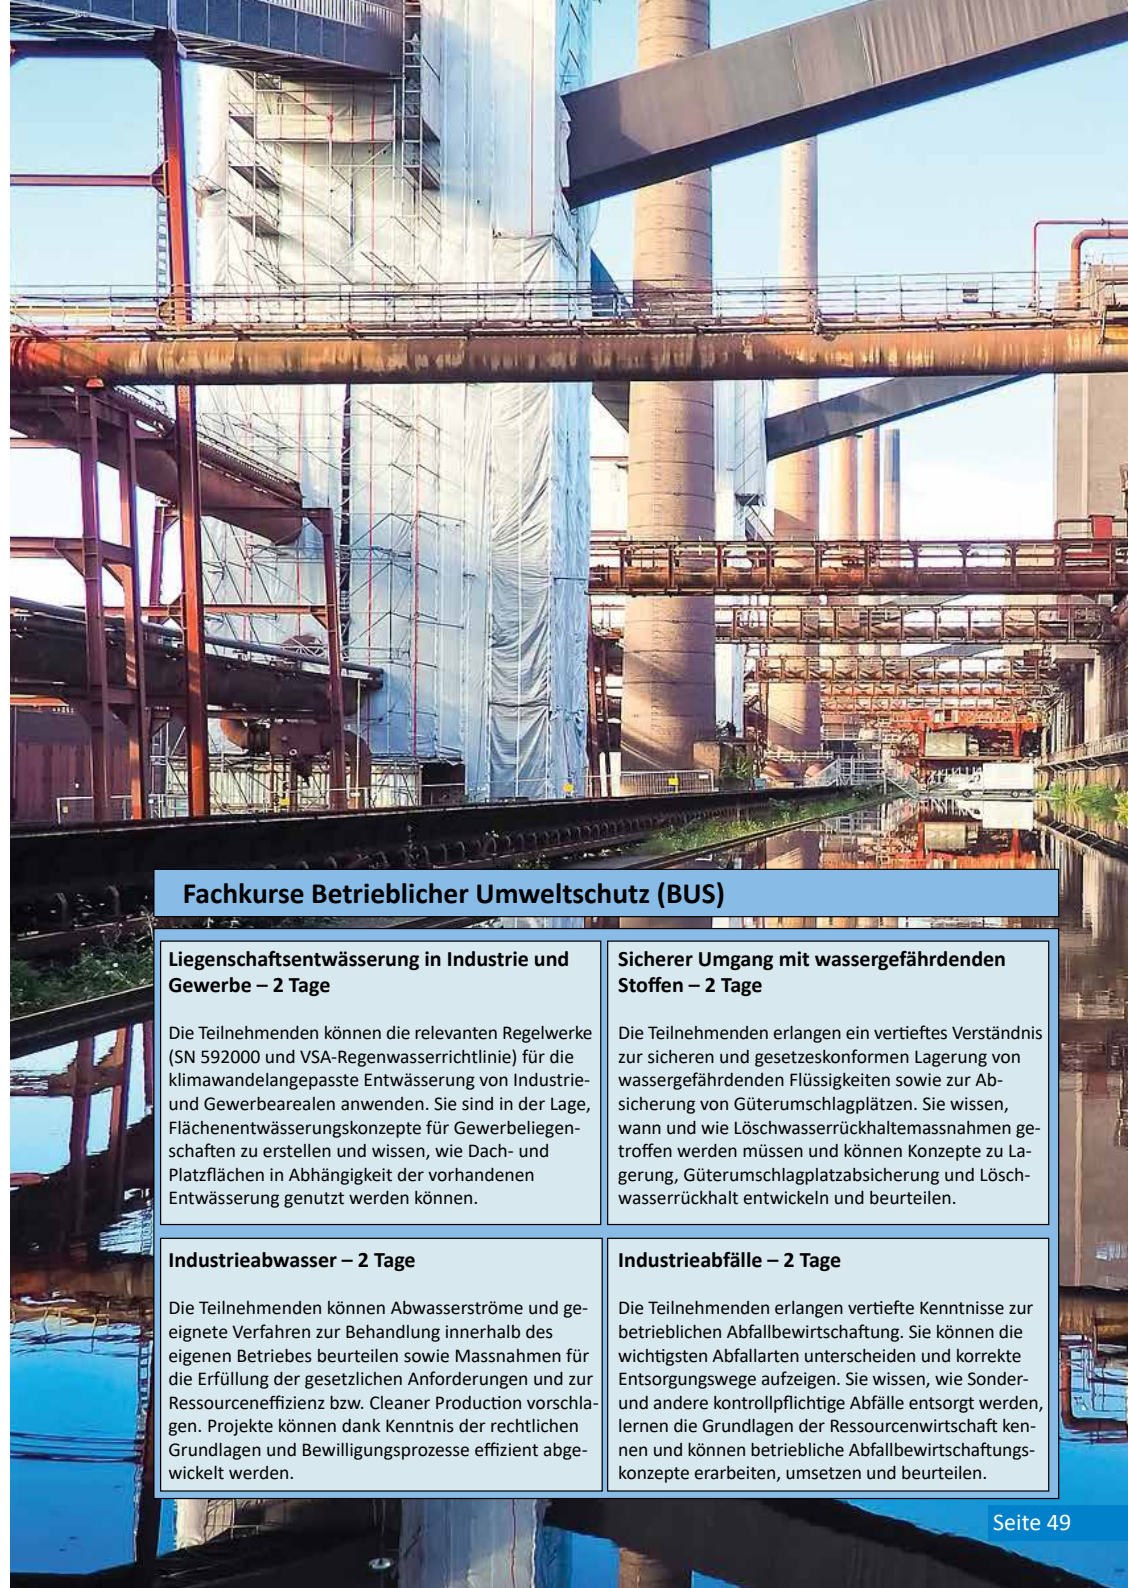 Fachkurse Betrieblicher Umweltschutz (BUS)
Liegenschaftsentwässerung in Industrie und
Gewerbe – 2 Tage
Die Teilnehmenden können die relevanten Regelwerke
(SN 592000 und VSA-Regenwasserrichtlinie) für die
klimawandelangepasste Entwässerung von Industrie-
und Gewerbearealen anwenden. Sie sind in der Lage,
Flächenentwässerungskonzepte für Gewerbeliegen-
schaften zu erstellen und wissen, wie Dach- und
Platzflächen in Abhängigkeit der vorhandenen
Entwässerung genutzt werden können.
Sicherer Umgang mit wassergefährdenden
Stoffen – 2 Tage
Die Teilnehmenden erlangen ein vertieftes Verständnis
zur sicheren und gesetzeskonformen Lagerung von
wassergefährdenden Flüssigkeiten sowie zur Ab-
sicherung von Güterumschlagplätzen. Sie wissen,
wann und wie Löschwasserrückhaltemassnahmen ge-
troffen werden müssen und können Konzepte zu La-
gerung, Güterumschlagplatzabsicherung und Lösch-
wasserrückhalt entwickeln und beurteilen.
Industrieabwasser – 2 Tage
Die Teilnehmenden können Abwasserströme und ge-
eignete Verfahren zur Behandlung innerhalb des
eigenen Betriebes beurteilen sowie Massnahmen für
die Erfüllung der gesetzlichen Anforderungen und zur
Ressourceneffizienz bzw. Cleaner Production vorschla-
gen. Projekte können dank Kenntnis der rechtlichen
Grundlagen und Bewilligungsprozesse effizient abge-
wickelt werden.
Industrieabfälle – 2 Tage
Die Teilnehmenden erlangen vertiefte Kenntnisse zur
betrieblichen Abfallbewirtschaftung. Sie können die
wichtigsten Abfallarten unterscheiden und korrekte
Entsorgungswege aufzeigen. Sie wissen, wie Sonder-
und andere kontrollpflichtige Abfälle entsorgt werden,
lernen die Grundlagen der Ressourcenwirtschaft ken-
nen und können betriebliche Abfallbewirtschaftungs-
konzepte erarbeiten, umsetzen und beurteilen.
Seite 49